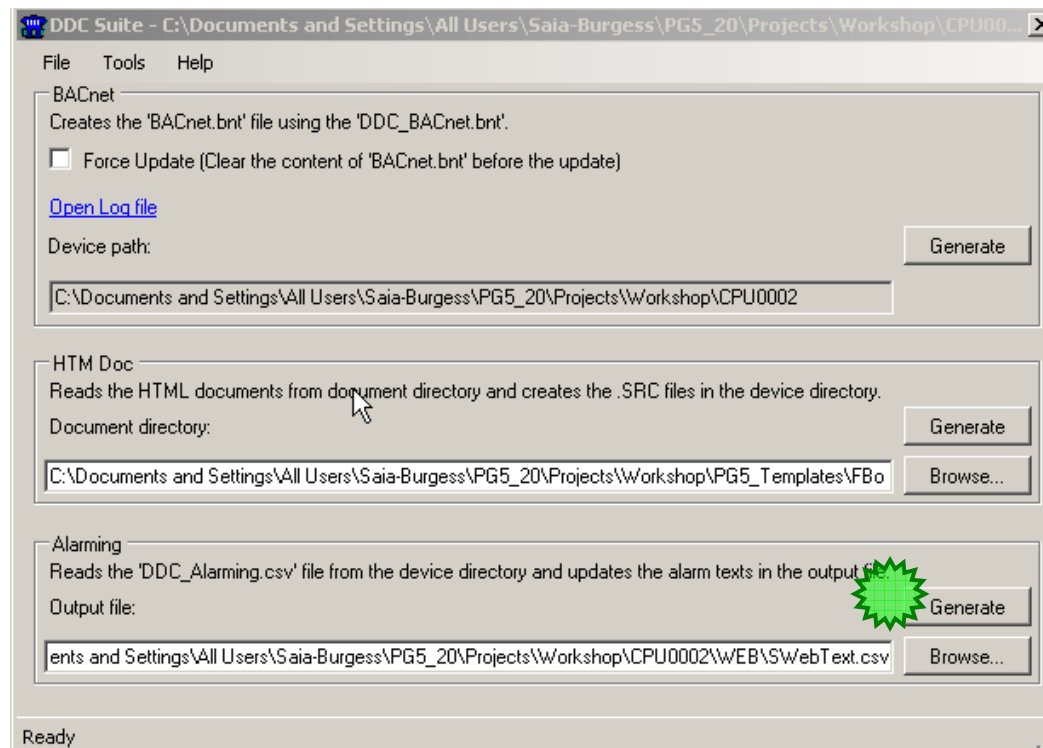 DDC Suite - C:\Documents and Settings\All Users\Saia-Burgess\PG5_20\Projects\Workshop\CPU00...
File Tools Help
BACnet
Creates the 'BACnet.bnt' file using the 'DDC_BACnet.bnt'.
Force Update (Clear the content of 'BACnet.bnt' before the update)
Open Log file
Device path:
Generate
C:\Documents and Settings\All Users\Saia-Burgess\PG5_20\Projects\Workshop\CPU0002
HTM Doc
Reads the HTML documents from document directory and creates the .SRC files in the device directory.
Document directory:
Generate
C:\Documents and Settings\All Users\Saia-Burgess\PG5_20\Projects\Workshop\PG5_Templates\FBo
Browse...
Alarming
Reads the 'DDC_Alarming.csv' file from the device directory and updates the alarm texts in the output file.
Output file:
Generate
ents and Settings\All Users\Saia-Burgess\PG5_20\Projects\Workshop\CPU0002\WEB\SWebText.csv
Browse...
Ready